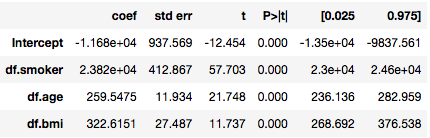 coef std err t P>|t| [0.025 0.975]
Intercept -1.168e+04 937.569 -12.454 0.000 -1.35e+04 -9837.561
df.smoker 2.382e+04 412.867 57.703 0.000 2.3e+04 2.46e+04
df.age 259.5475 11.934 21.748 0.000 236.136 282.959
df.bmi 322.6151 27.487 11.737 0.000 268.692 376.538